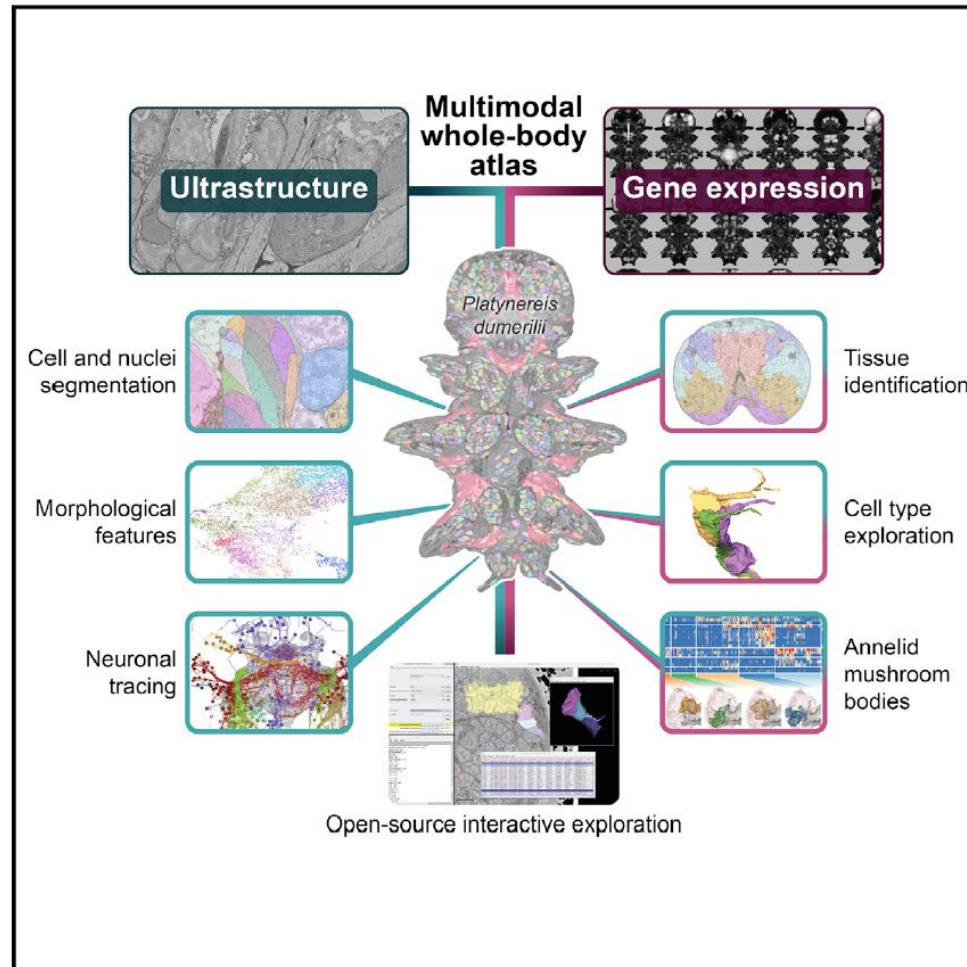 Multimodal
whole-body
atlas
Ultrastructure
Gene expression
Platynereis
dumerilii
Cell and nuclei
segmentation
Tissue
identification
Morphological
features
Cell type
exploration
Neuronal
tracing
Annelid
mushroom
bodies
Open-source interactive exploration